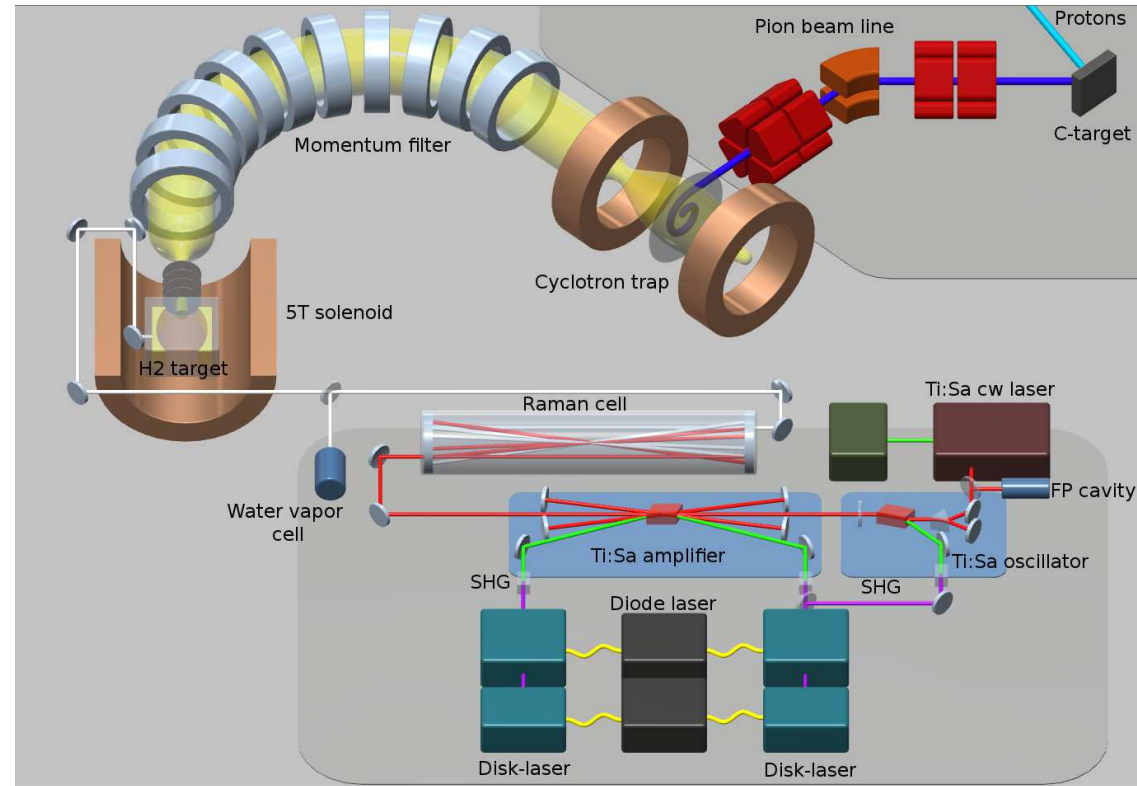 Protons
Pion beam line
C-target
Momentum filter
Cyclotron trap
5T solenoid
H2 target
Raman cell
Ti:Sa cw laser
FP cavity
Water vapor
cell
Ti:Sa amplifier
Ti:Sa oscillator
SHG
SHG
Diode laser
Disk-laser
Disk-laser